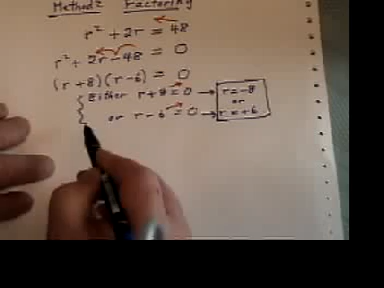 Method 2 Factoring
r² + 2r = 48
r² + 2r - 48 = 0
(r + 8)(r - 6) = 0
Either r + 8 = 0 → r = -8
or
or r - 6 = 0 → r = +6